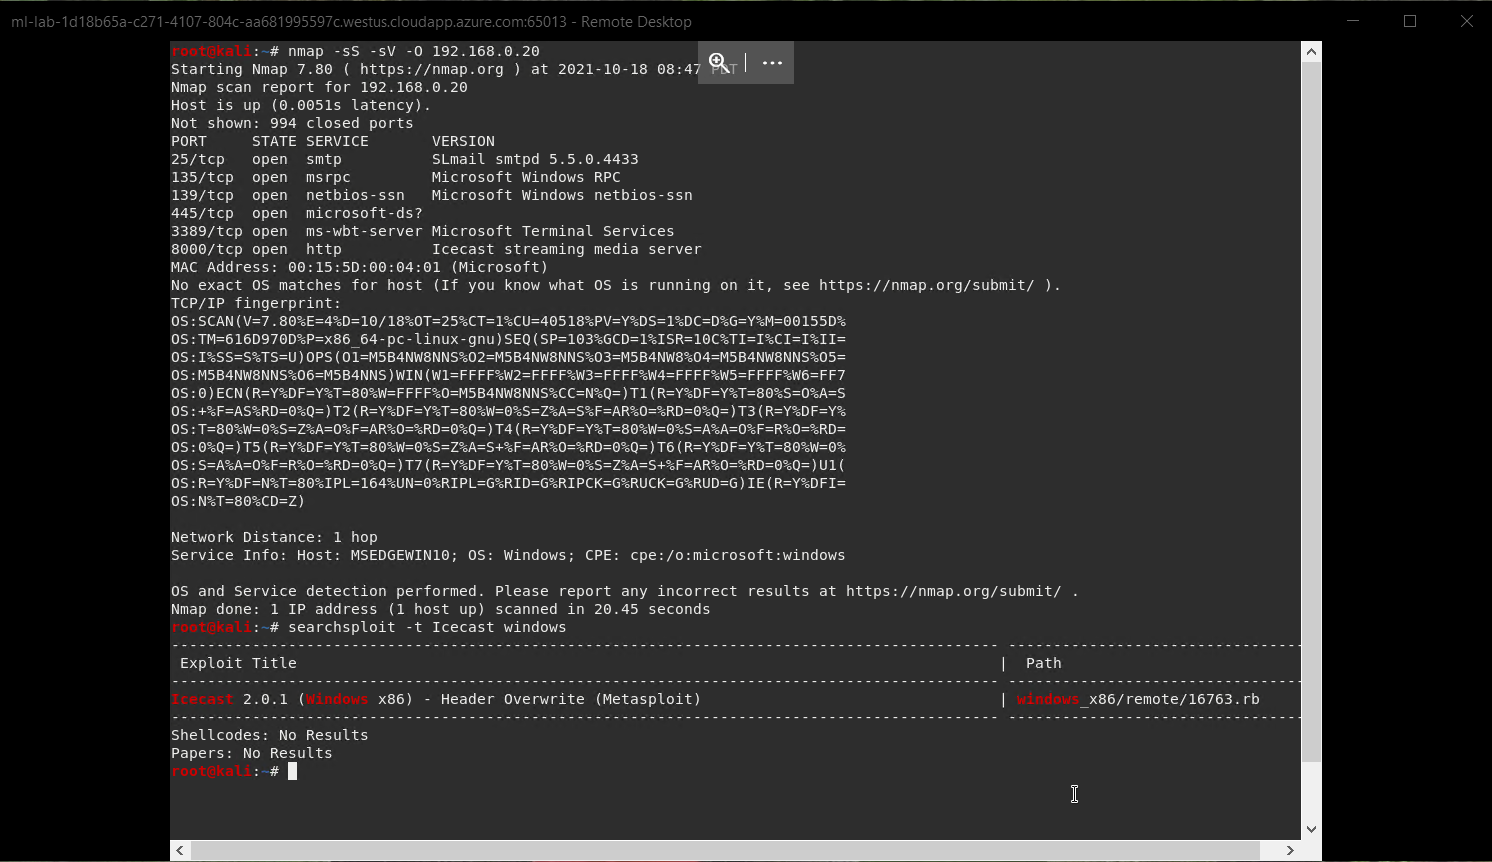 ml-lab-1d18b65a-c271-4107-804c-aa681995597c.westus.cloudapp.azure.com:65013 - Remote Desktop
root@kali:~# nmap -sS -sV -O 192.168.0.20
Starting Nmap 7.80 ( https://nmap.org ) at 2021-10-18 08:47 PDT
Nmap scan report for 192.168.0.20
Host is up (0.0051s latency).
Not shown: 994 closed ports
PORT     STATE SERVICE       VERSION
25/tcp   open  smtp          SLmail smtpd 5.5.0.4433
135/tcp  open  msrpc         Microsoft Windows RPC
139/tcp  open  netbios-ssn   Microsoft Windows netbios-ssn
445/tcp  open  microsoft-ds?
3389/tcp open  ms-wbt-server Microsoft Terminal Services
8000/tcp open  http          Icecast streaming media server
MAC Address: 00:15:5D:00:04:01 (Microsoft)
No exact OS matches for host (If you know what OS is running on it, see https://nmap.org/submit/ ).
TCP/IP fingerprint:
OS:SCAN(V=7.80%E=4%D=10/18%OT=25%CT=1%CU=40518%PV=Y%DS=1%DC=D%G=Y%M=00155D%
OS:TM=616D970D%P=x86_64-pc-linux-gnu)SEQ(SP=103%GCD=1%ISR=10C%TI=I%CI=I%II=
OS:I%SS=S%TS=U)OPS(O1=M5B4NW8NNS%O2=M5B4NW8NNS%O3=M5B4NW8%O4=M5B4NW8NNS%O5=
OS:M5B4NW8NNS%O6=M5B4NNS)WIN(W1=FFFF%W2=FFFF%W3=FFFF%W4=FFFF%W5=FFFF%W6=FF7
OS:0)ECN(R=Y%DF=Y%T=80%W=FFFF%O=M5B4NW8NNS%CC=N%Q=)T1(R=Y%DF=Y%T=80%S=O%A=S
OS:+%F=AS%RD=0%Q=)T2(R=Y%DF=Y%T=80%W=0%S=Z%A=S%F=AR%O=%RD=0%Q=)T3(R=Y%DF=Y%
OS:T=80%W=0%S=Z%A=O%F=AR%O=%RD=0%Q=)T4(R=Y%DF=Y%T=80%W=0%S=A%A=O%F=R%O=%RD=
OS:0%Q=)T5(R=Y%DF=Y%T=80%W=0%S=Z%A=S+%F=AR%O=%RD=0%Q=)T6(R=Y%DF=Y%T=80%W=0%
OS:S=A%A=O%F=R%O=%RD=0%Q=)T7(R=Y%DF=Y%T=80%W=0%S=Z%A=S+%F=AR%O=%RD=0%Q=)U1(
OS:R=Y%DF=N%T=80%IPL=164%UN=0%RIPL=G%RID=G%RIPCK=G%RUCK=G%RUD=G)IE(R=Y%DFI=
OS:N%T=80%CD=Z)
Network Distance: 1 hop
Service Info: Host: MSEDGEWIN10; OS: Windows; CPE: cpe:/o:microsoft:windows
OS and Service detection performed. Please report any incorrect results at https://nmap.org/submit/ .
Nmap done: 1 IP address (1 host up) scanned in 20.45 seconds
root@kali:~# searchsploit -t Icecast windows
Exploit Title | Path
Icecast 2.0.1 (Windows x86) - Header Overwrite (Metasploit) | windows_x86/remote/16763.rb
Shellcodes: No Results
Papers: No Results
root@kali:~#